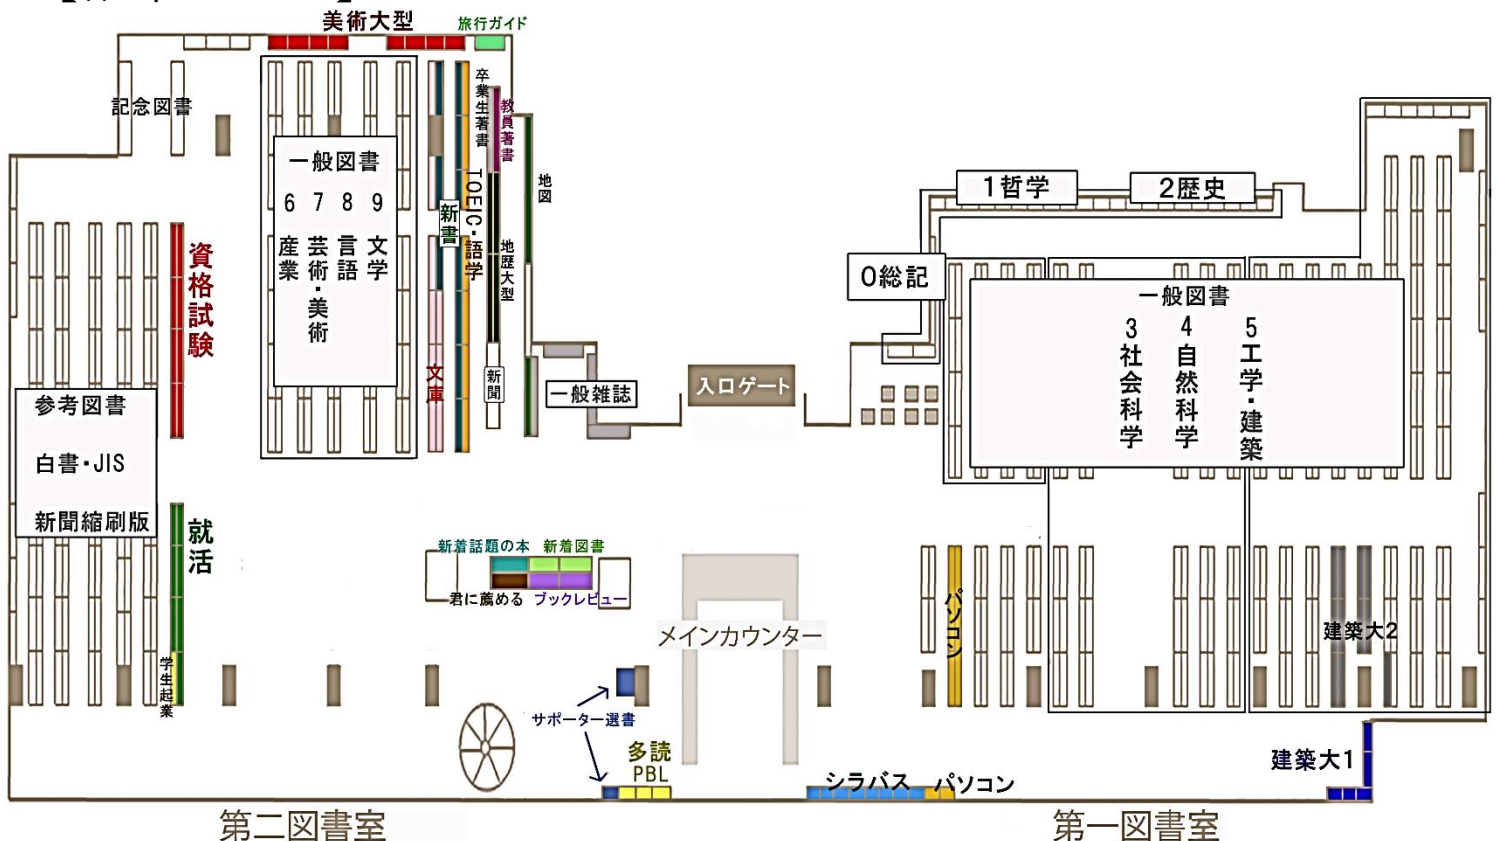 美術大型
旅行ガイド
記念図書
卒業生著書
教員著書
一般図書
6 7 8 9
産業
芸術・美術
言語
文学
新書
TOEIC・語学
地歴大型
地図
資格試験
文庫
新聞
一般雑誌
入口ゲート
1哲学
2歴史
0総記
一般図書
3社会科学
4自然科学
5工学・建築
参考図書
白書・JIS
新聞縮刷版
就活
学生起業
新着話題の本
新着図書
君に薦める
ブックレビュー
メインカウンター
サポーター選書
多読
PBL
パソコン
建築大2
シラバス
パソコン
建築大1
第二図書室
第一図書室